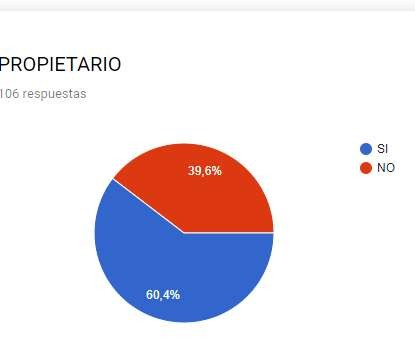 PROPIETARIO
106 respuestas
SI
NO
39,6%
60,4%